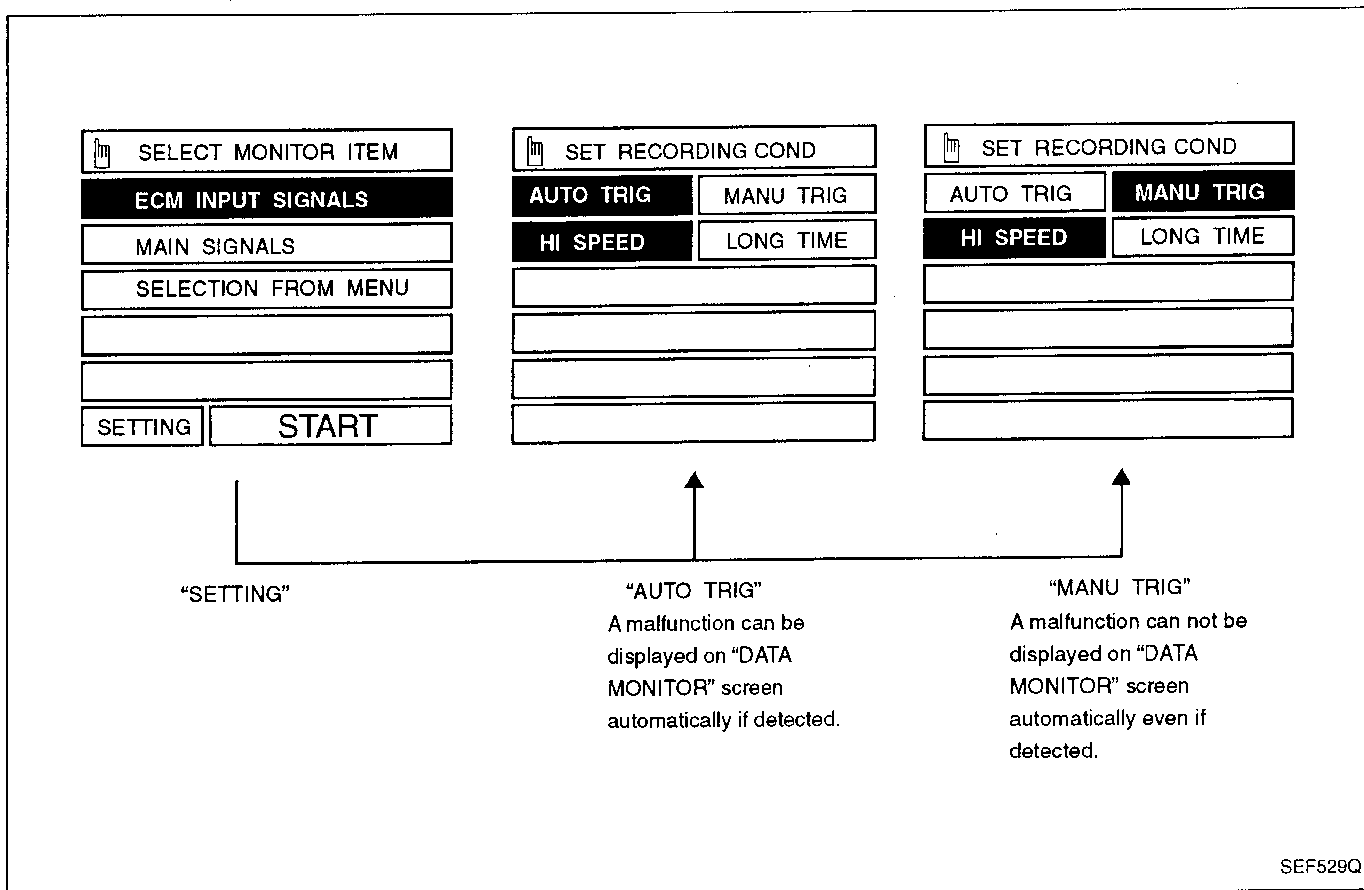 SELECT MONITOR ITEM
ECM INPUT SIGNALS
MAIN SIGNALS
SELECTION FROM MENU
SETTING START
SET RECORDING COND
AUTO TRIG MANU TRIG
HI SPEED LONG TIME
SET RECORDING COND
AUTO TRIG MANU TRIG
HI SPEED LONG TIME
“SETTING”
“AUTO TRIG”
A malfunction can be
displayed on “DATA
MONITOR” screen
automatically if detected.
“MANU TRIG”
A malfunction can not be
displayed on “DATA
MONITOR” screen
automatically even if
detected.
SEF529Q